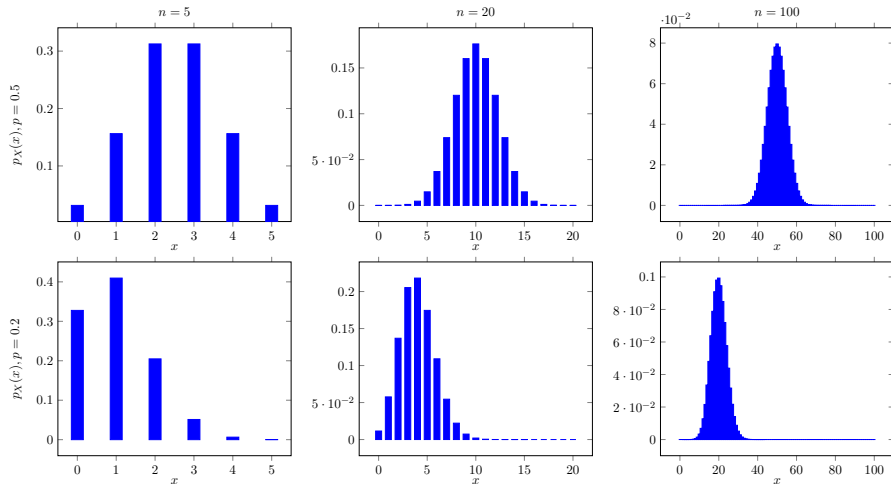 n = 5
n = 20
n = 100
p_X(x), p = 0.5
0.3
0.2
0.1
0 1 2 3 4 5
x
0.15
0.1
5 · 10^{-2}
0
0 5 10 15 20
x
·10^{-2}
8
6
4
2
0
0 20 40 60 80 100
x
p_X(x), p = 0.2
0.4
0.3
0.2
0.1
0
0 1 2 3 4 5
x
0.2
0.15
0.1
5 · 10^{-2}
0
0 5 10 15 20
x
0.1
8 · 10^{-2}
6 · 10^{-2}
4 · 10^{-2}
2 · 10^{-2}
0
0 20 40 60 80 100
x